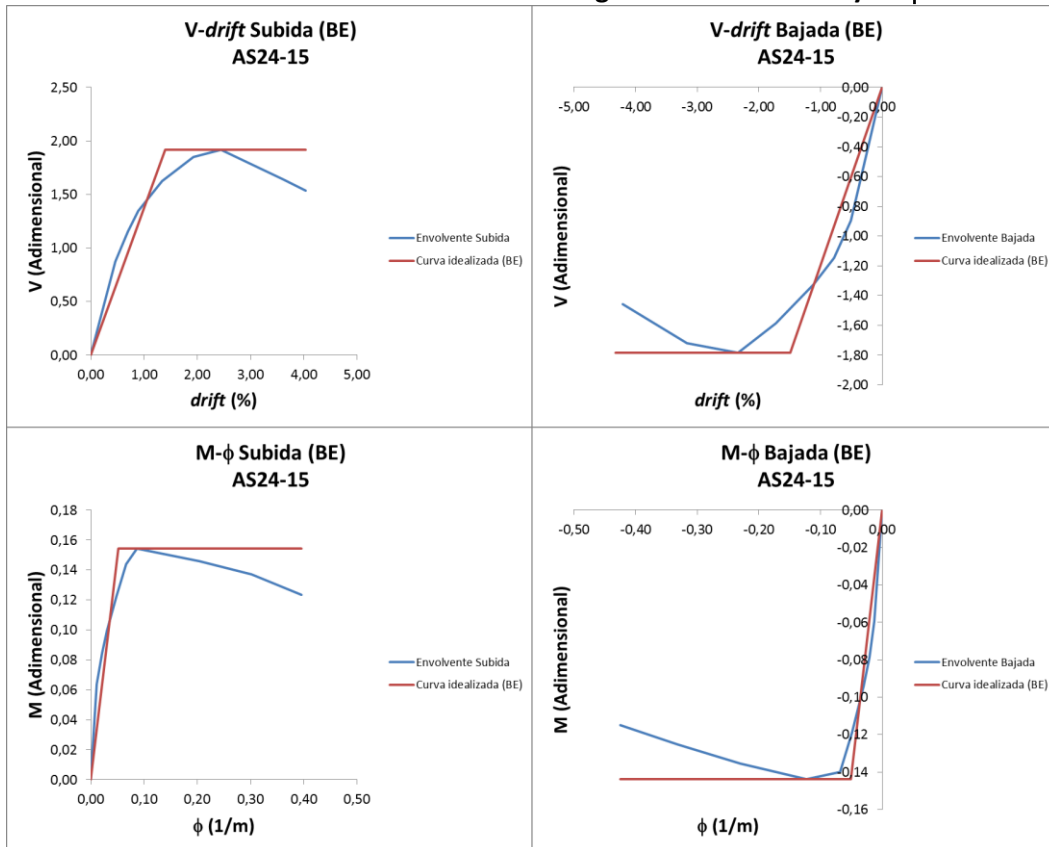 V-drift Subida (BE)
AS24-15
V (Adimensional)
2,50
2,00
1,50
1,00
0,50
0,00
0,00 1,00 2,00 3,00 4,00 5,00
drift (%)
Envolvente Subida
Curva idealizada (BE)
V-drift Bajada (BE)
AS24-15
-5,00 -4,00 -3,00 -2,00 -1,00 0,00
0,00
-0,20
-0,40
-0,60
-0,80
-1,00
-1,20
-1,40
-1,60
-1,80
-2,00
V (Adimensional)
drift (%)
Envolvente Bajada
Curva idealizada (BE)
M-ϕ Subida (BE)
AS24-15
M (Adimensional)
0,18
0,16
0,14
0,12
0,10
0,08
0,06
0,04
0,02
0,00
0,00 0,10 0,20 0,30 0,40 0,50
ϕ (1/m)
Envolvente Subida
Curva idealizada (BE)
M-ϕ Bajada (BE)
AS24-15
-0,50 -0,40 -0,30 -0,20 -0,10 0,00
0,00
-0,02
-0,04
-0,06
-0,08
-0,10
-0,12
-0,14
-0,16
M (Adimensional)
ϕ (1/m)
Envolvente Bajada
Curva idealizada (BE)